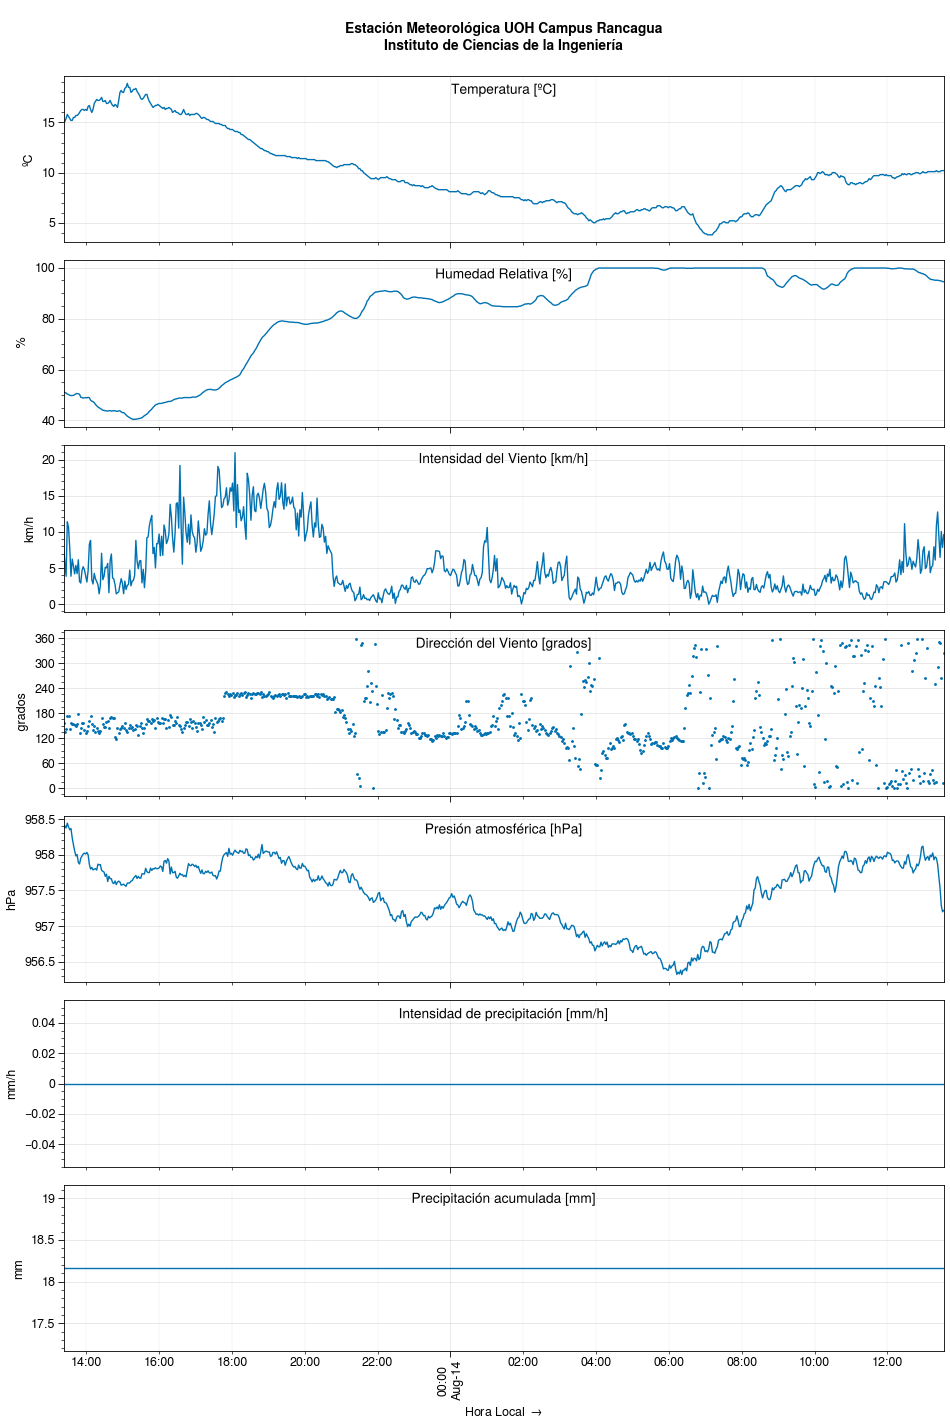 Estación Meteorológica UOH Campus Rancagua
Instituto de Ciencias de la Ingeniería
Temperatura [ºC]
15
10
5
ºC
Humedad Relativa [%]
100
80
60
40
%
Intensidad del Viento [km/h]
20
15
10
5
0
km/h
Dirección del Viento [grados]
360
300
240
180
120
60
0
grados
Presión atmosférica [hPa]
958.5
958
957.5
957
956.5
hPa
Intensidad de precipitación [mm/h]
0.04
0.02
0
−0.02
−0.04
mm/h
Precipitación acumulada [mm]
19
18.5
18
17.5
mm
14:00 16:00 18:00 20:00 22:00 00:00 02:00 04:00 06:00 08:00 10:00 12:00
Aug-14
Hora Local →